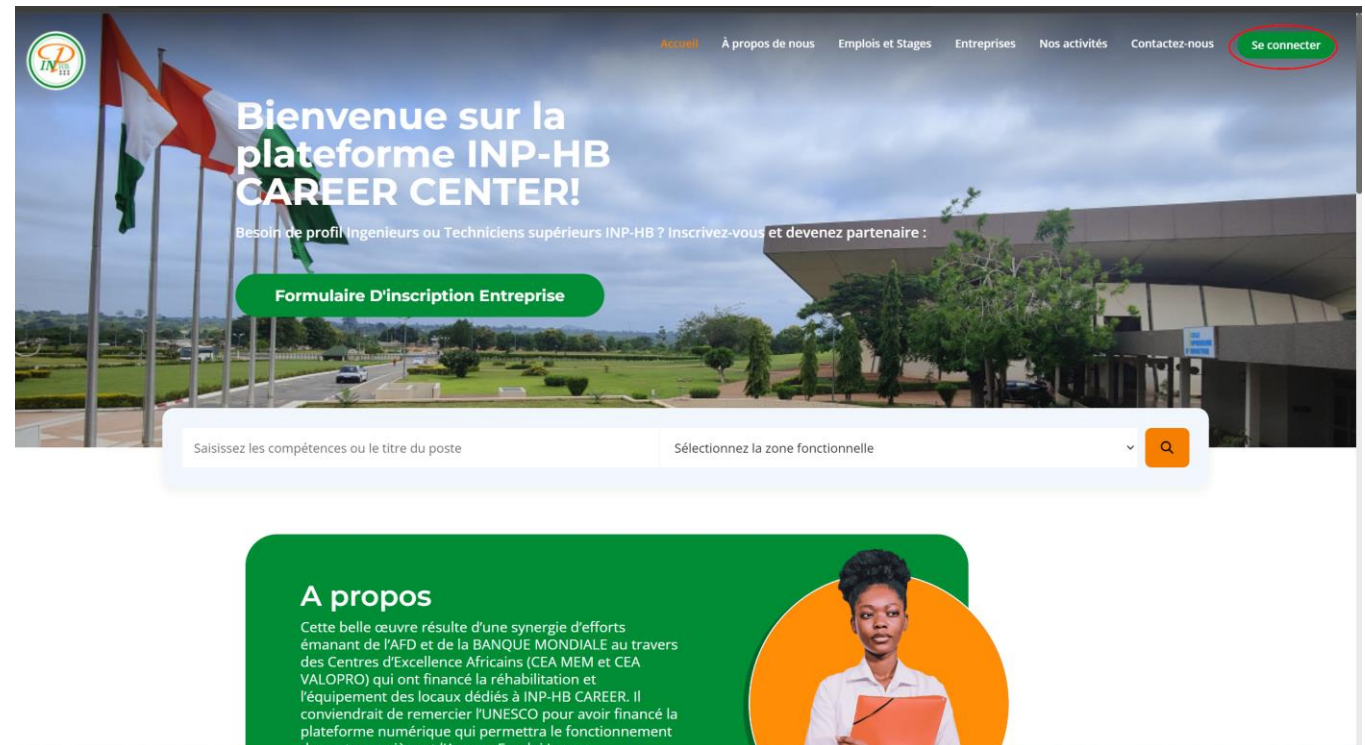 INP HB
Accueil À propos de nous Emplois et Stages Entreprises Nos activités Contactez-nous Se connecter
Bienvenue sur la
plateforme INP-HB
CAREER CENTER!
Besoin de profil Ingenieurs ou Techniciens supérieurs INP-HB ? Inscrivez-vous et devenez partenaire :
Formulaire D'inscription Entreprise
Saisissez les compétences ou le titre du poste Sélectionnez la zone fonctionnelle
A propos
Cette belle œuvre résulte d’une synergie d’efforts
émanant de l’AFD et de la BANQUE MONDIALE au travers
des Centres d’Excellence Africains (CEA MEM et CEA
VALOPRO) qui ont financé la réhabilitation et
l’équipement des locaux dédiés à INP-HB CAREER. Il
conviendrait de remercier l’UNESCO pour avoir financé la
plateforme numérique qui permettra le fonctionnement